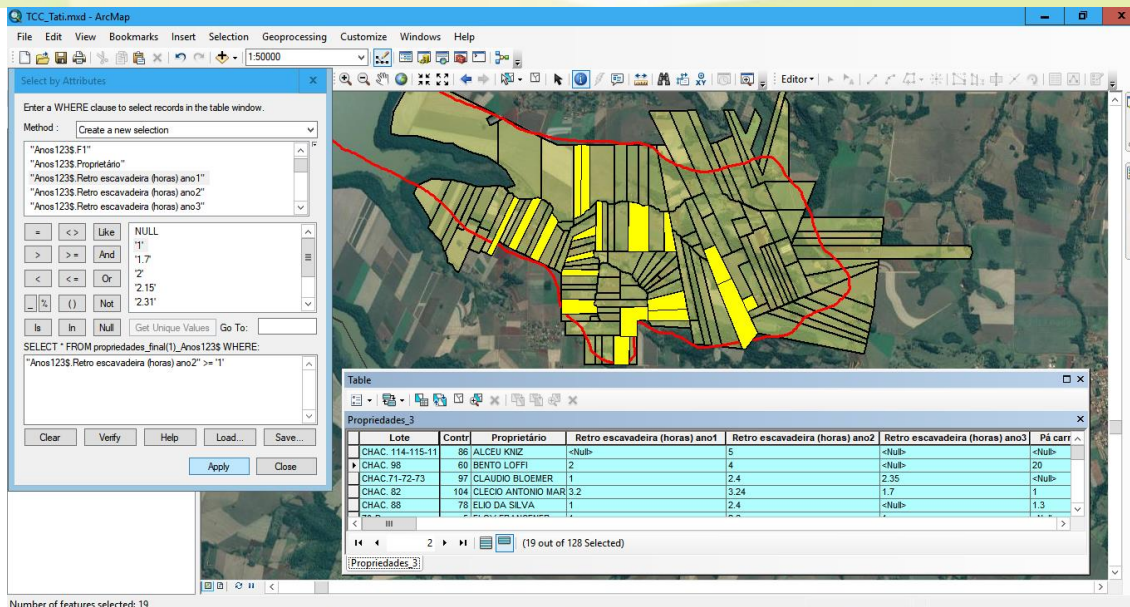 TCC_Tati.mxd - ArcMap
File Edit View Bookmarks Insert Selection Geoprocessing Customize Windows Help
1:50000
Editor
Select by Attributes
Enter a WHERE clause to select records in the table window.
Method : Create a new selection
"Anos123$.F1"
"Anos123$.Proprietário"
"Anos123$.Retro escavadeira (horas) ano1"
"Anos123$.Retro escavadeira (horas) ano2"
"Anos123$.Retro escavadeira (horas) ano3"
= <> Like
> >= And
< <= Or
_ % () Not
Is In Null
NULL
'1'
'1.7'
'2'
'2.15'
'2.31'
Get Unique Values Go To:
SELECT * FROM propriedades_final(1)_Anos123$ WHERE:
"Anos123$.Retro escavadeira (horas) ano2" >= '1'
Clear Verify Help Load... Save...
Apply Close
Table
Propriedades_3
Lote Contr Proprietário Retro escavadeira (horas) ano1 Retro escavadeira (horas) ano2 Retro escavadeira (horas) ano3 Pá carr
CHAC. 114-115-11 86 ALCEU KNIZ <Null> 5 <Null> <Null>
CHAC. 98 60 BENTO LOFFI 2 4 <Null> 20
CHAC.71-72-73 97 CLAUDIO BLOEMER 1 2.4 2.35 <Null>
CHAC. 82 104 CLECIO ANTONIO MAR 3.2 3.24 1.7 1
CHAC. 88 78 ELIO DA SILVA 1 2.4 <Null> 1.3
2 (19 out of 128 Selected)
Propriedades_3
Number of features selected: 19